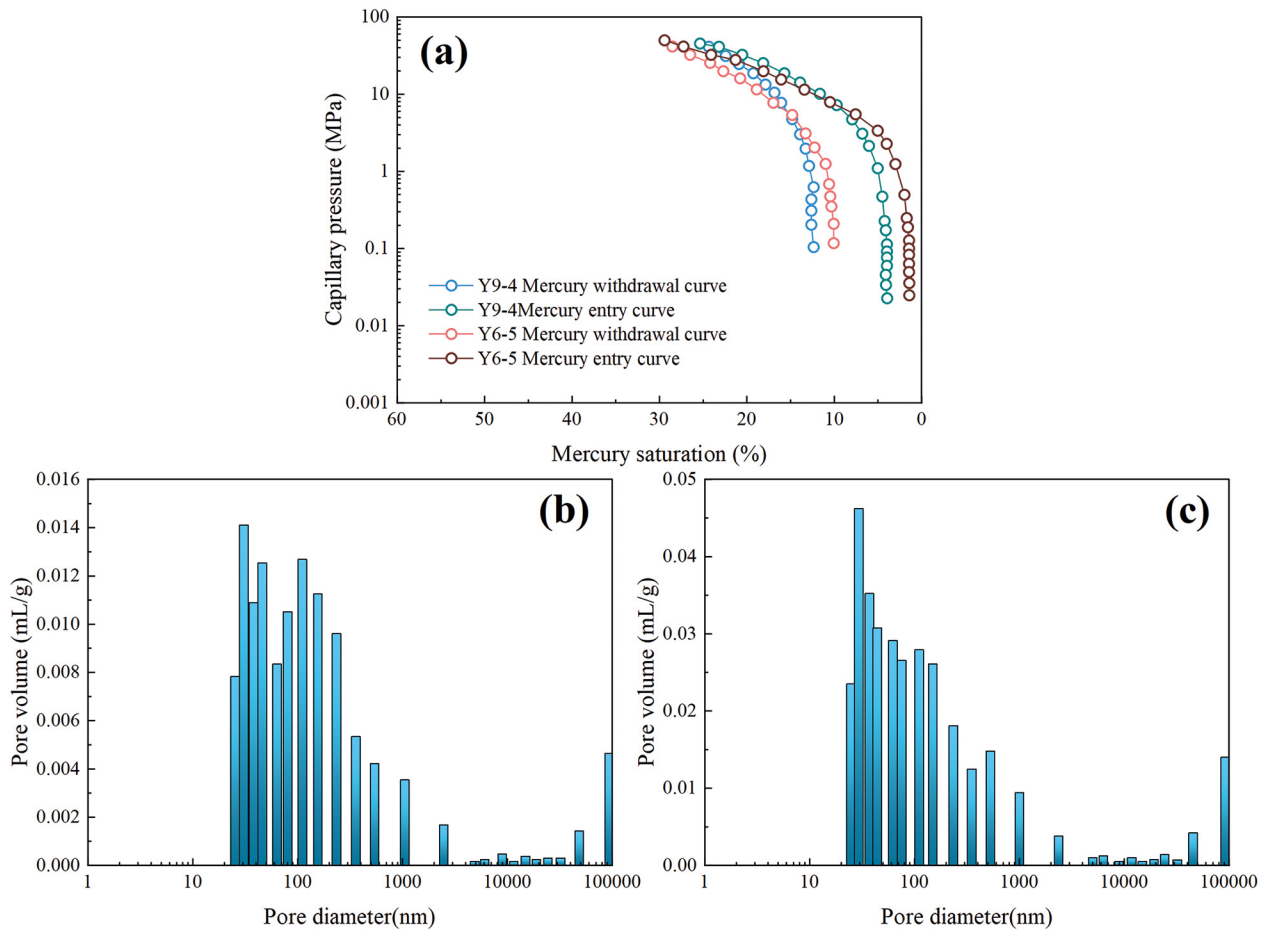 (a)
100
10
1
0.1
0.01
0.001
Capillary pressure (MPa)
Y9-4 Mercury withdrawal curve
Y9-4Mercury entry curve
Y6-5 Mercury withdrawal curve
Y6-5 Mercury entry curve
60 50 40 30 20 10 0
Mercury saturation (%)
(b)
0.016
0.014
0.012
0.010
0.008
0.006
0.004
0.002
0.000
Pore volume (mL/g)
1 10 100 1000 10000 100000
Pore diameter(nm)
(c)
0.05
0.04
0.03
0.02
0.01
0.00
Pore volume (mL/g)
1 10 100 1000 10000 100000
Pore diameter(nm)